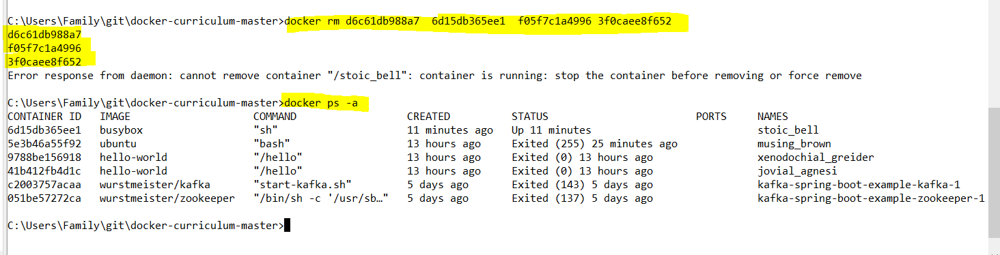 C:\Users\Family\git\docker-curriculum-master>docker rm d6c61db988a7  6d15db365ee1  f05f7c1a4996 3f0caee8f652
d6c61db988a7
f05f7c1a4996
3f0caee8f652
Error response from daemon: cannot remove container "/stoic_bell": container is running: stop the container before removing or force remove
C:\Users\Family\git\docker-curriculum-master>docker ps -a
CONTAINER ID   IMAGE                    COMMAND                  CREATED          STATUS                        PORTS     NAMES
6d15db365ee1   busybox                  "sh"                     11 minutes ago   Up 11 minutes                           stoic_bell
5e3b46a55f92   ubuntu                   "bash"                   13 hours ago     Exited (255) 25 minutes ago             musing_brown
9788be156918   hello-world              "/hello"                 13 hours ago     Exited (0) 13 hours ago                 xenodochial_greider
41b412fb4d1c   hello-world              "/hello"                 13 hours ago     Exited (0) 13 hours ago                 jovial_agnesi
c2003757acaa   wurstmeister/kafka       "start-kafka.sh"         5 days ago       Exited (143) 5 days ago                 kafka-spring-boot-example-kafka-1
051be57272ca   wurstmeister/zookeeper   "/bin/sh -c '/usr/sb…"   5 days ago       Exited (137) 5 days ago                 kafka-spring-boot-example-zookeeper-1
C:\Users\Family\git\docker-curriculum-master>